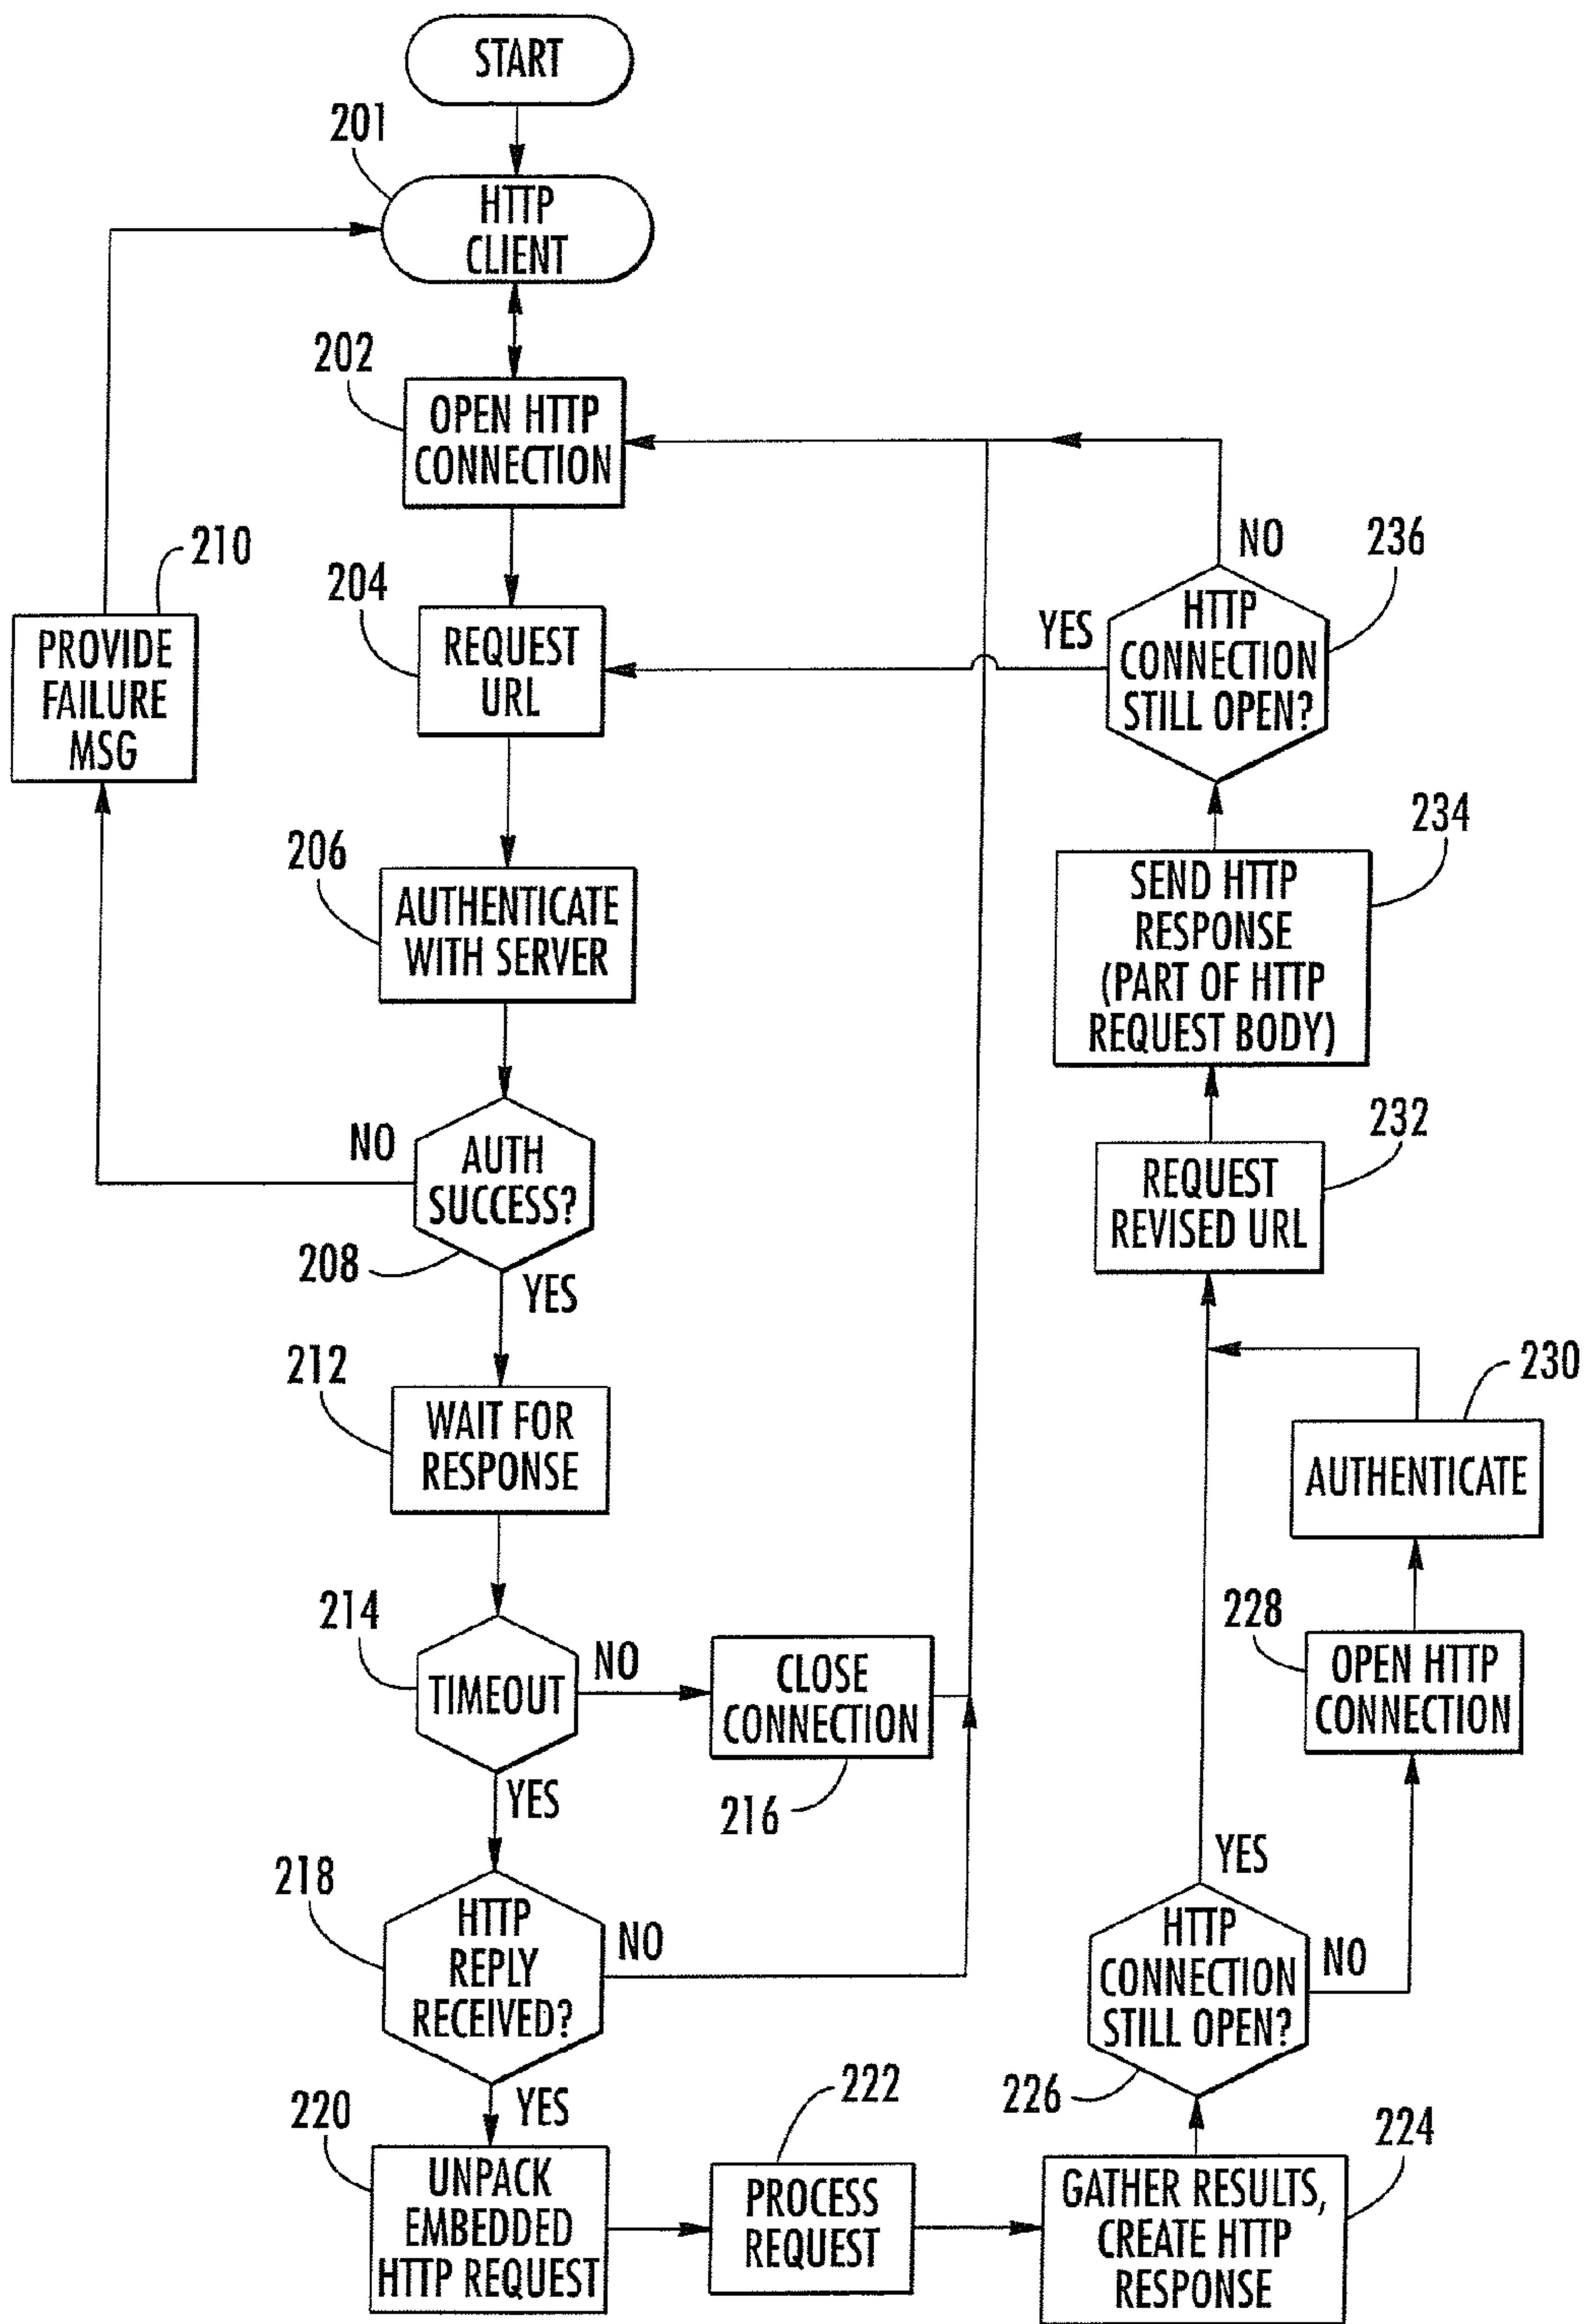 START
201
HTTP
CLIENT
202
OPEN HTTP
CONNECTION
210
PROVIDE
FAILURE
MSG
204
REQUEST
URL
206
AUTHENTICATE
WITH SERVER
NO
AUTH
SUCCESS?
208
YES
212
WAIT FOR
RESPONSE
214
TIMEOUT
NO
CLOSE
CONNECTION
216
YES
218
HTTP
REPLY
RECEIVED?
NO
YES
220
UNPACK
EMBEDDED
HTTP REQUEST
222
PROCESS
REQUEST
224
GATHER RESULTS,
CREATE HTTP
RESPONSE
226
HTTP
CONNECTION
STILL OPEN?
YES
NO
228
OPEN HTTP
CONNECTION
230
AUTHENTICATE
232
REQUEST
REVISED URL
234
SEND HTTP
RESPONSE
(PART OF HTTP
REQUEST BODY)
236
HTTP
CONNECTION
STILL OPEN?
YES
NO